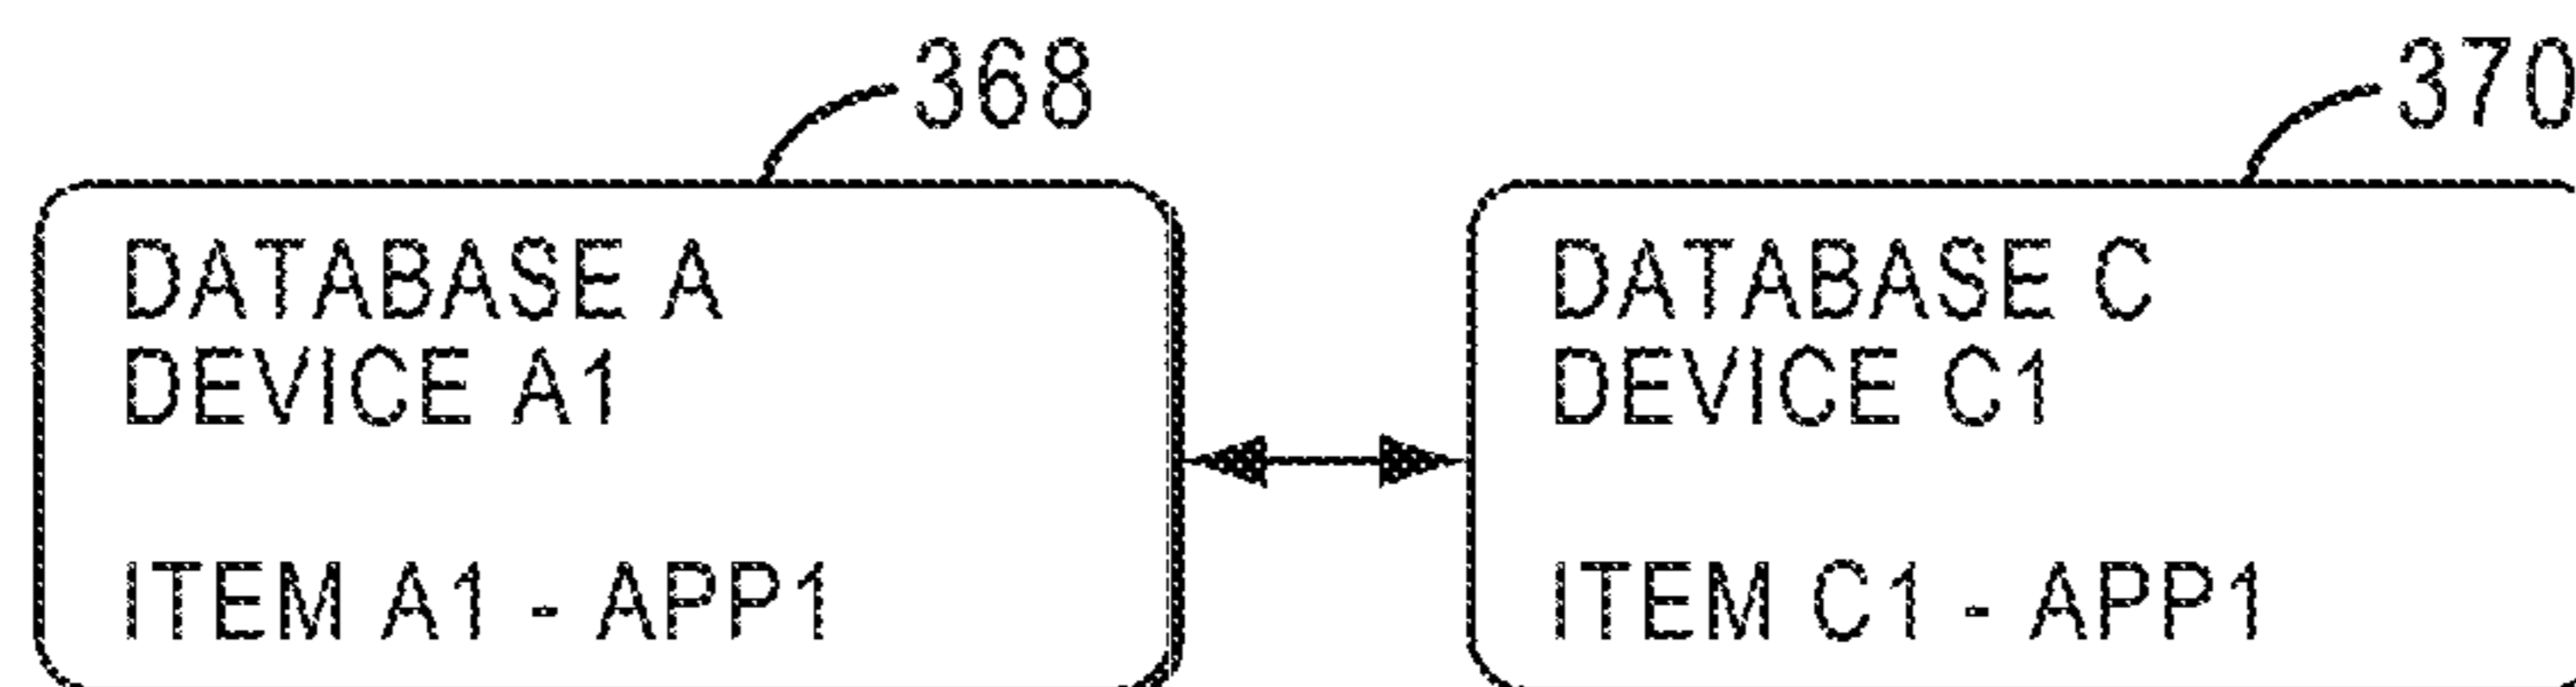 368
370
DATABASE A
DEVICE A1
ITEM A1 - APP1
DATABASE C
DEVICE C1
ITEM C1 - APP1